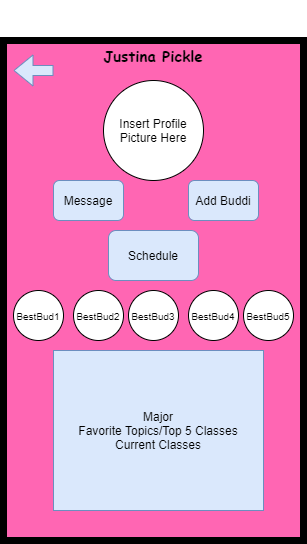 Justina Pickle
Insert Profile
Picture Here
Message
Add Buddi
Schedule
BestBud1
BestBud2
BestBud3
BestBud4
BestBud5
Major
Favorite Topics/Top 5 Classes
Current Classes